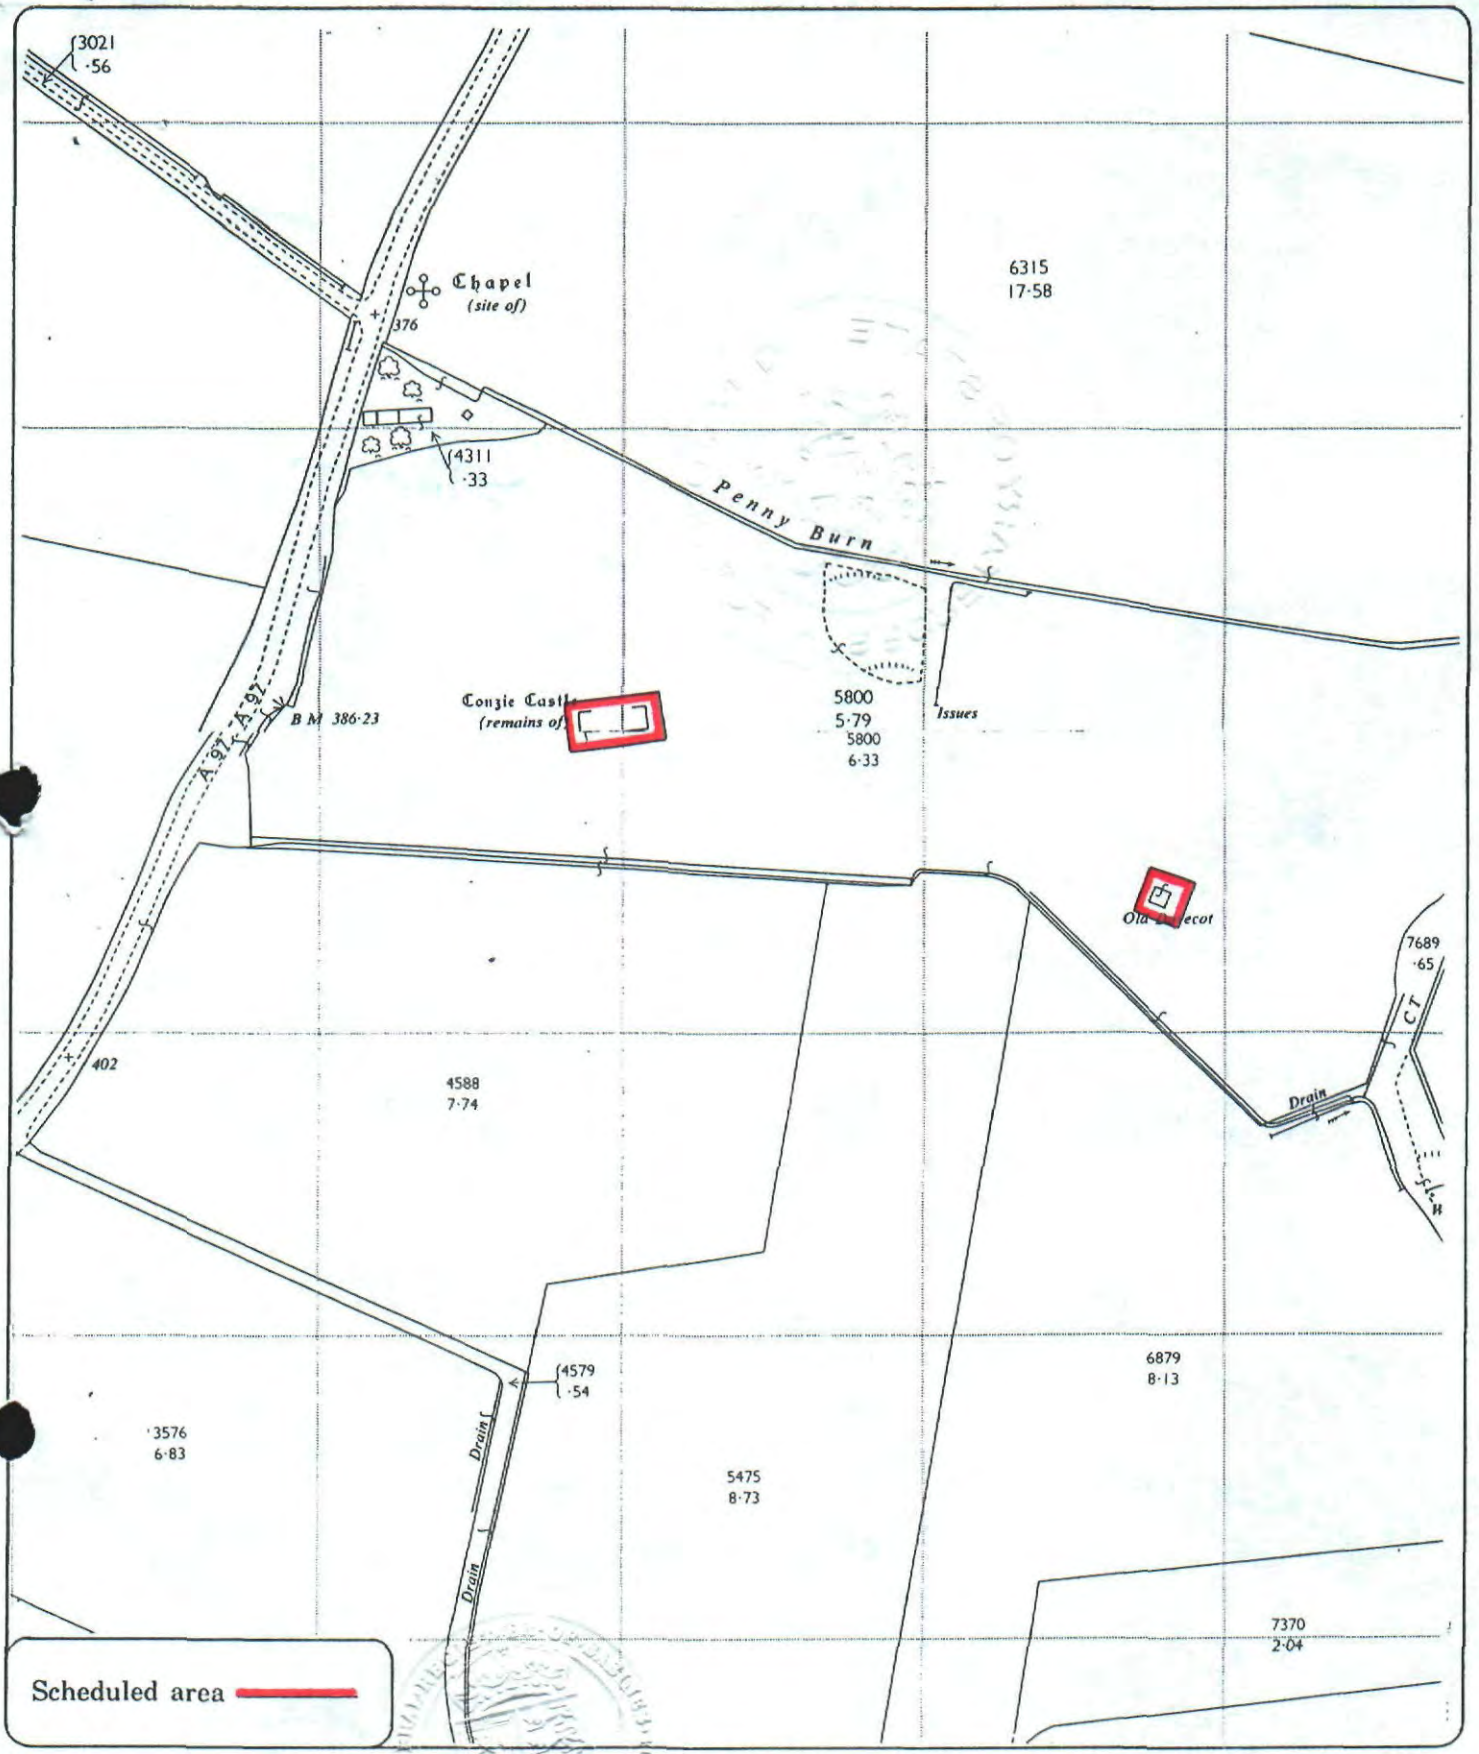 3021
·56
Chapel
(site of)
376
6315
17·58
4311
·33
Penny Burn
A 97
A 97
B M 386·23
Conzie Castle
(remains of)
5800
5·79
5800
6·33
Issues
Old Dovecot
7689
·65
CT
402
4588
7·74
Drain
4579
·54
6879
8·13
3576
6·83
Drain
5475
8·73
Drain
7370
2·04
Scheduled area